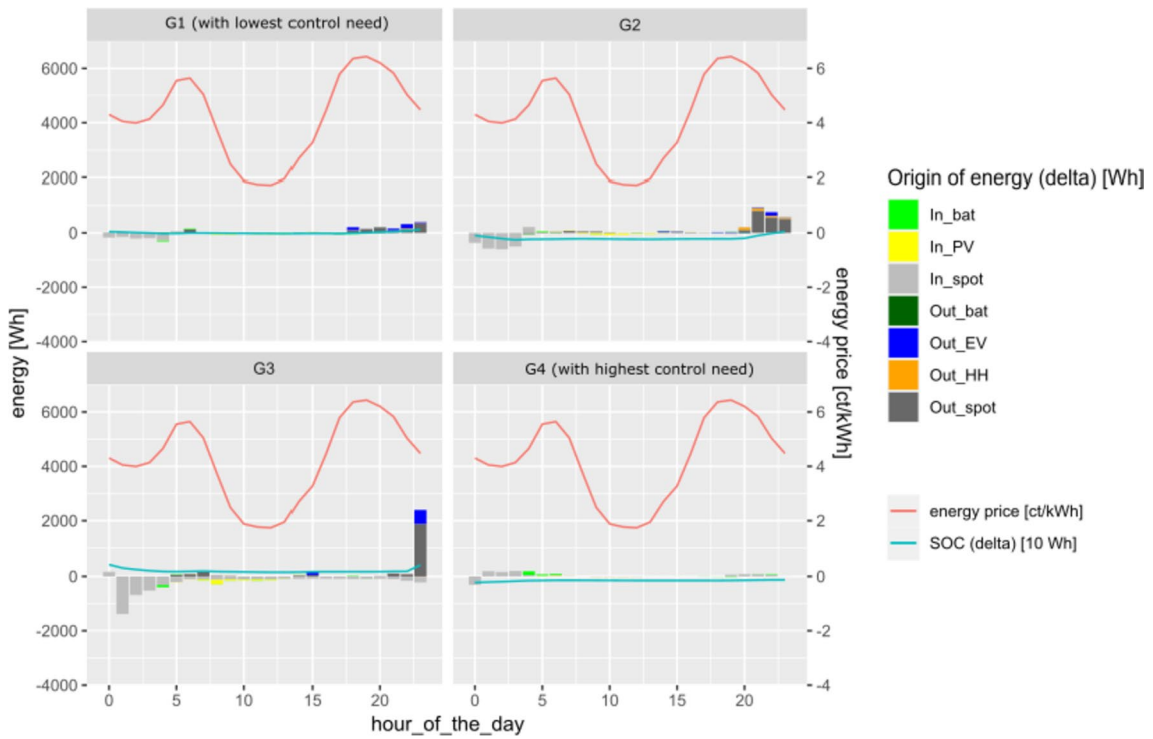 G1 (with lowest control need)
G2
6000
4000
2000
0
-2000
-4000
6
4
2
0
-2
-4
G3
G4 (with highest control need)
6000
4000
2000
0
-2000
-4000
6
4
2
0
-2
-4
0 5 10 15 20
0 5 10 15 20
hour_of_the_day
energy [Wh]
energy price [ct/kWh]
Origin of energy (delta) [Wh]
In_bat
In_PV
In_spot
Out_bat
Out_EV
Out_HH
Out_spot
energy price [ct/kWh]
SOC (delta) [10 Wh]